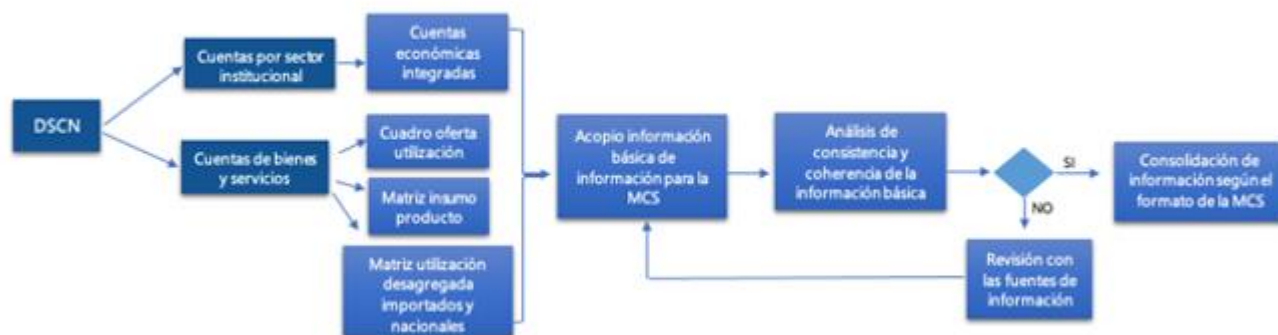 DSCN
Cuentas por sector
institucional
Cuentas de bienes
y servicios
Cuentas
económicas
integradas
Cuadro oferta
utilización
Matriz insumo
producto
Matriz utilización
desagregada
importados y
nacionales
Acopio información
básica de
información para la
MCS
Análisis de
consistencia y
coherencia de la
información básica
SI
NO
Revisión con
las fuentes de
información
Consolidación de
información según el
formato de la MCS